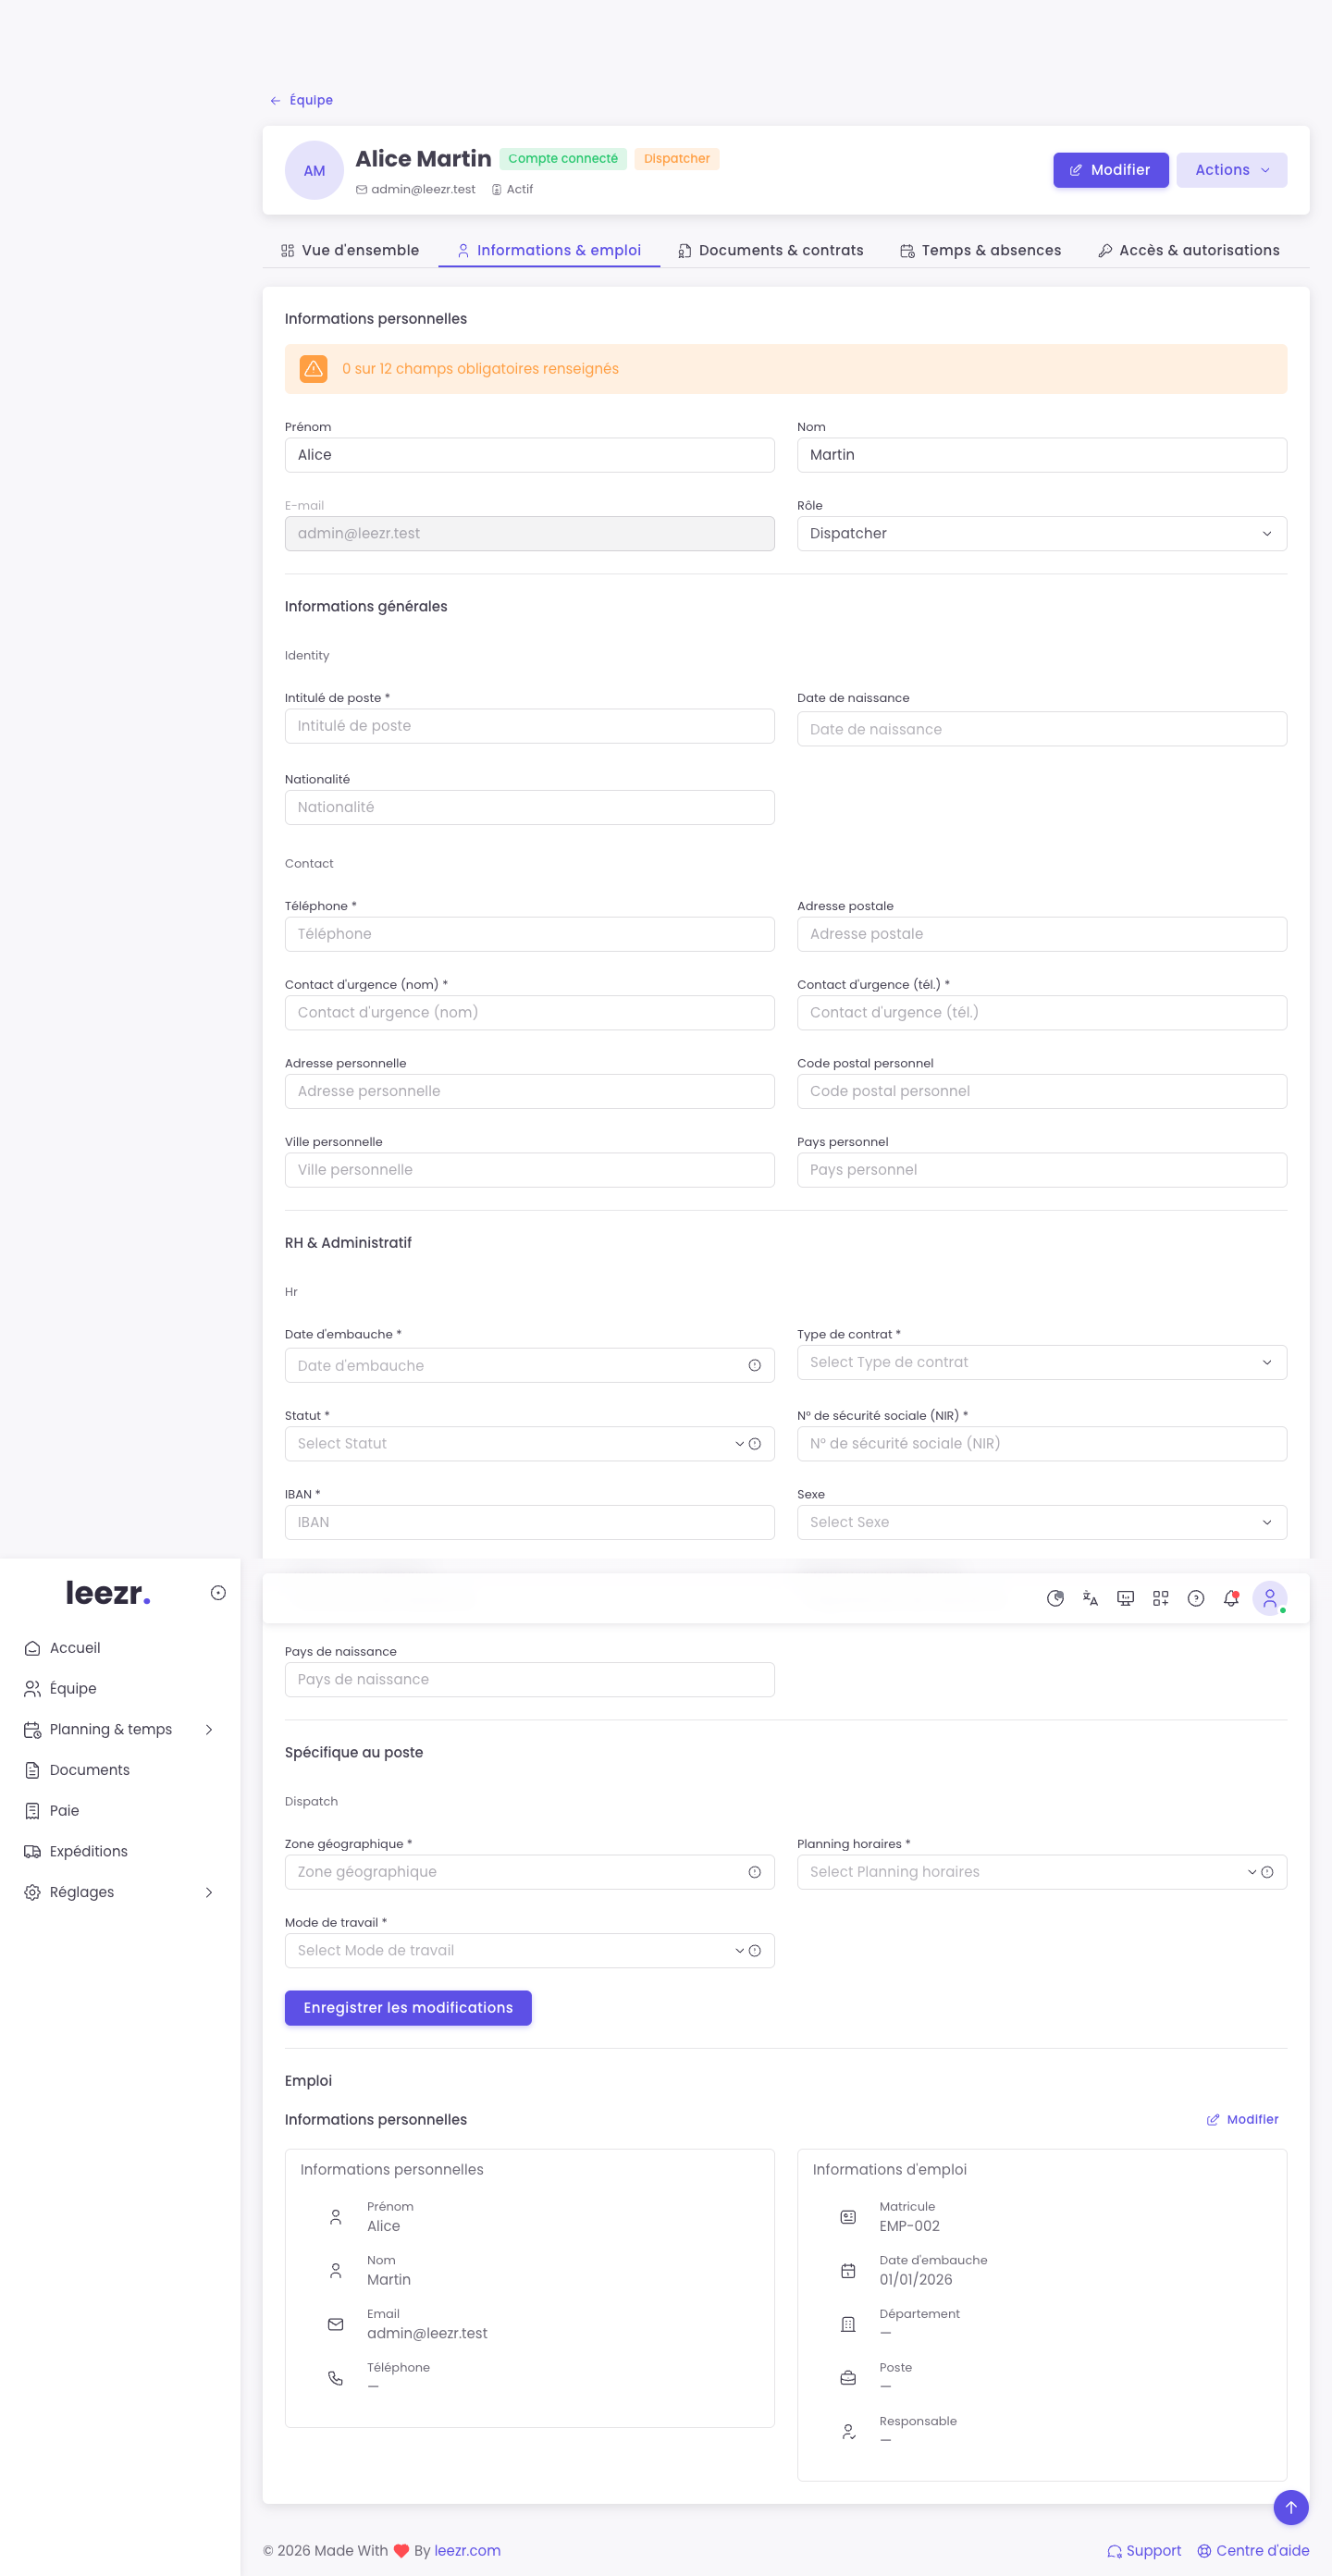 Équipe
AM
Alice Martin
Compte connecté
Dispatcher
admin@leezr.test
Actif
Modifier
Actions
Vue d'ensemble
Informations & emploi
Documents & contrats
Temps & absences
Accès & autorisations
Informations personnelles
0 sur 12 champs obligatoires renseignés
Prénom
Alice
Nom
Martin
E-mail
admin@leezr.test
Rôle
Dispatcher
Informations générales
Identity
Intitulé de poste *
Intitulé de poste
Date de naissance
Date de naissance
Nationalité
Nationalité
Contact
Téléphone *
Téléphone
Adresse postale
Adresse postale
Contact d'urgence (nom) *
Contact d'urgence (nom)
Contact d'urgence (tél.) *
Contact d'urgence (tél.)
Adresse personnelle
Adresse personnelle
Code postal personnel
Code postal personnel
Ville personnelle
Ville personnelle
Pays personnel
Pays personnel
RH & Administratif
Hr
Date d'embauche *
Date d'embauche
Type de contrat *
Select Type de contrat
Statut *
Select Statut
N° de sécurité sociale (NIR) *
N° de sécurité sociale (NIR)
IBAN *
IBAN
Sexe
Select Sexe
leezr.
Accueil
Équipe
Planning & temps
Documents
Paie
Expéditions
Réglages
Pays de naissance
Pays de naissance
Spécifique au poste
Dispatch
Zone géographique *
Zone géographique
Planning horaires *
Select Planning horaires
Mode de travail *
Select Mode de travail
Enregistrer les modifications
Emploi
Informations personnelles
Modifier
Informations personnelles
Prénom
Alice
Nom
Martin
Email
admin@leezr.test
Téléphone
—
Informations d'emploi
Matricule
EMP-002
Date d'embauche
01/01/2026
Département
—
Poste
—
Responsable
—
© 2026 Made With By leezr.com
Support
Centre d'aide